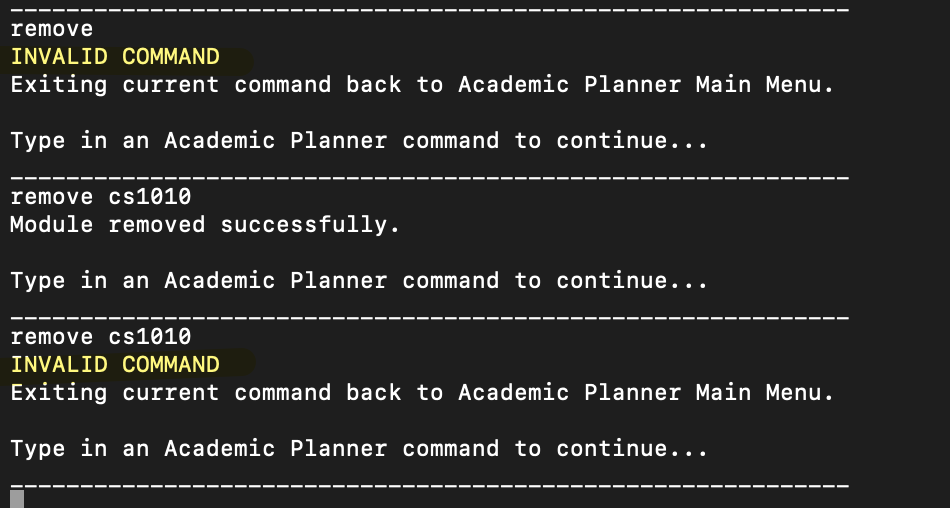 ____________________________________________________________
remove
INVALID COMMAND
Exiting current command back to Academic Planner Main Menu.
Type in an Academic Planner command to continue...
____________________________________________________________
remove cs1010
Module removed successfully.
Type in an Academic Planner command to continue...
____________________________________________________________
remove cs1010
INVALID COMMAND
Exiting current command back to Academic Planner Main Menu.
Type in an Academic Planner command to continue...
____________________________________________________________